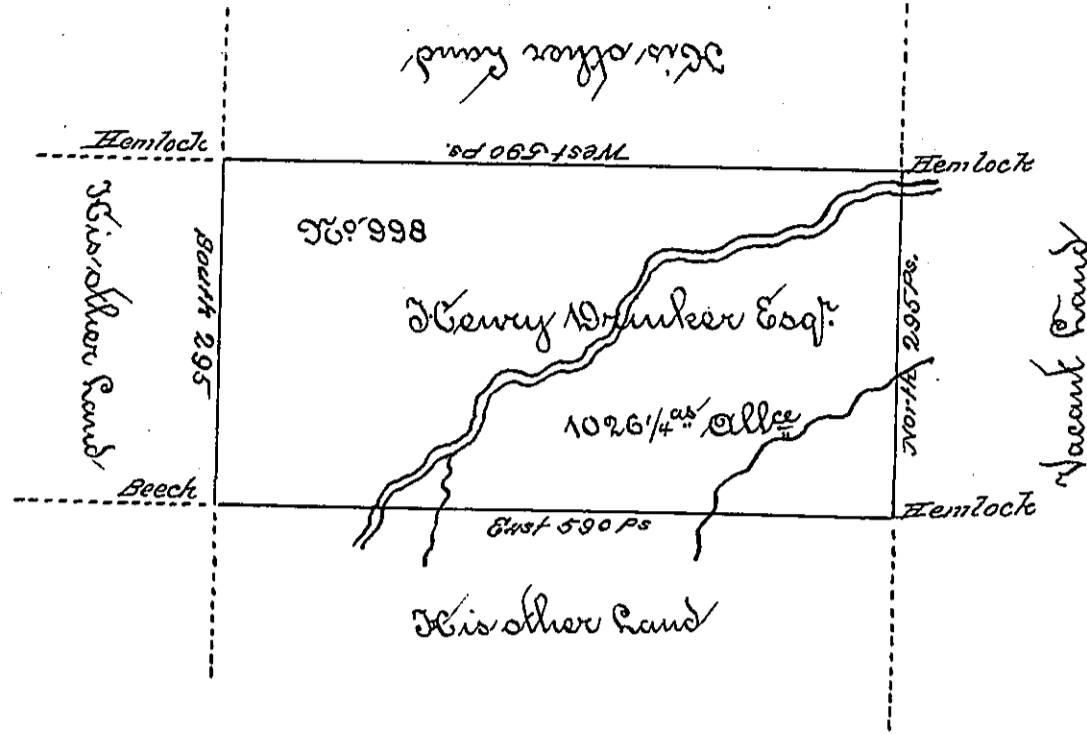 His other Land
Hemlock
West 590 ps.
Hemlock
His other Land
South 295
No. 998
Henry Drinker Esqr.
1026 1/4 as Allce
North 295 Ps.
Vacant Land
Beech
East 590 Ps
Hemlock
His other Land